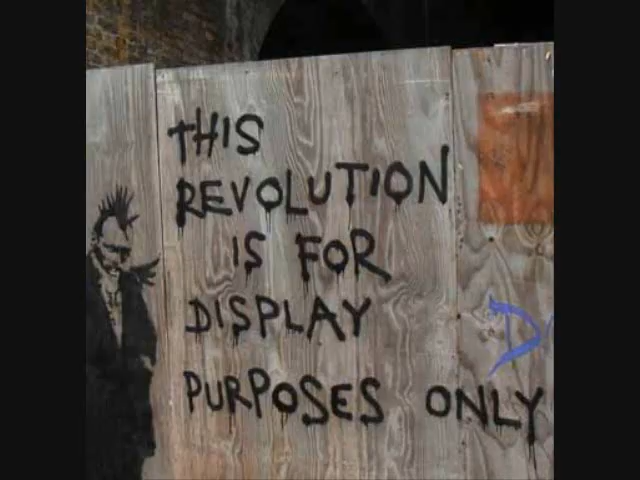 THIS
REVOLUTION
IS FOR
DISPLAY
PURPOSES ONLY